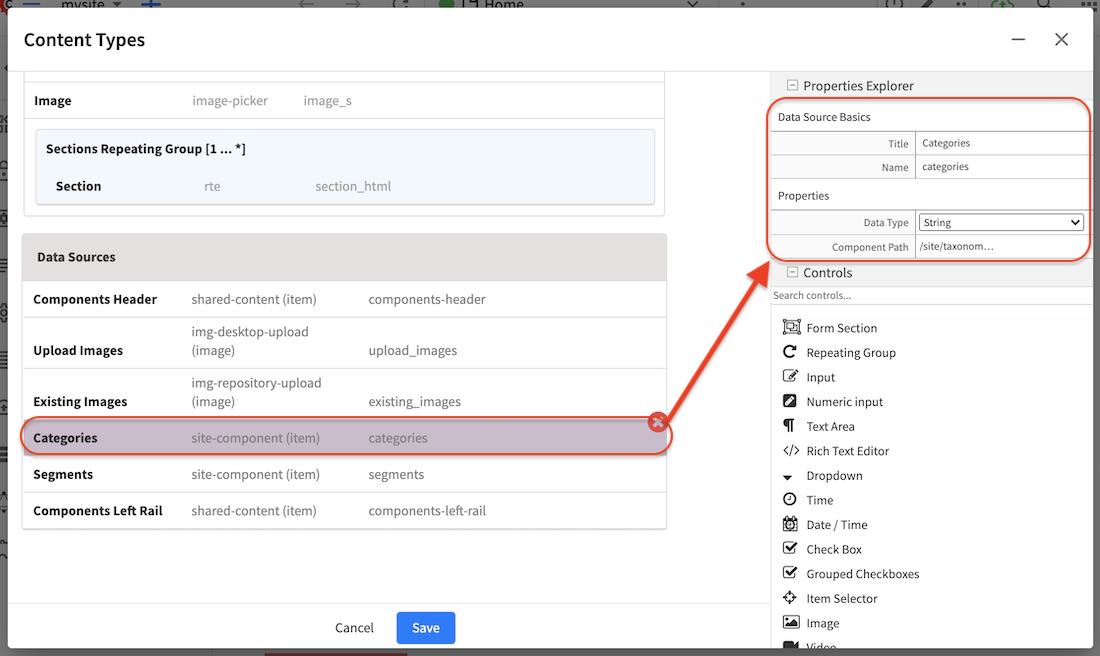 mysite
Home
Content Types
Image image-picker image_s
Sections Repeating Group [1 ... *]
Section rte section_html
Data Sources
Components Header shared-content (item) components-header
img-desktop-upload
Upload Images (image) upload_images
img-repository-upload
Existing Images (image) existing_images
Categories site-component (item) categories
Segments site-component (item) segments
Components Left Rail shared-content (item) components-left-rail
Cancel Save
Properties Explorer
Data Source Basics
Title Categories
Name categories
Properties
Data Type String
Component Path /site/taxonom…
Controls
Search controls...
Form Section
Repeating Group
Input
Numeric input
Text Area
Rich Text Editor
Dropdown
Time
Date / Time
Check Box
Grouped Checkboxes
Item Selector
Image
Video